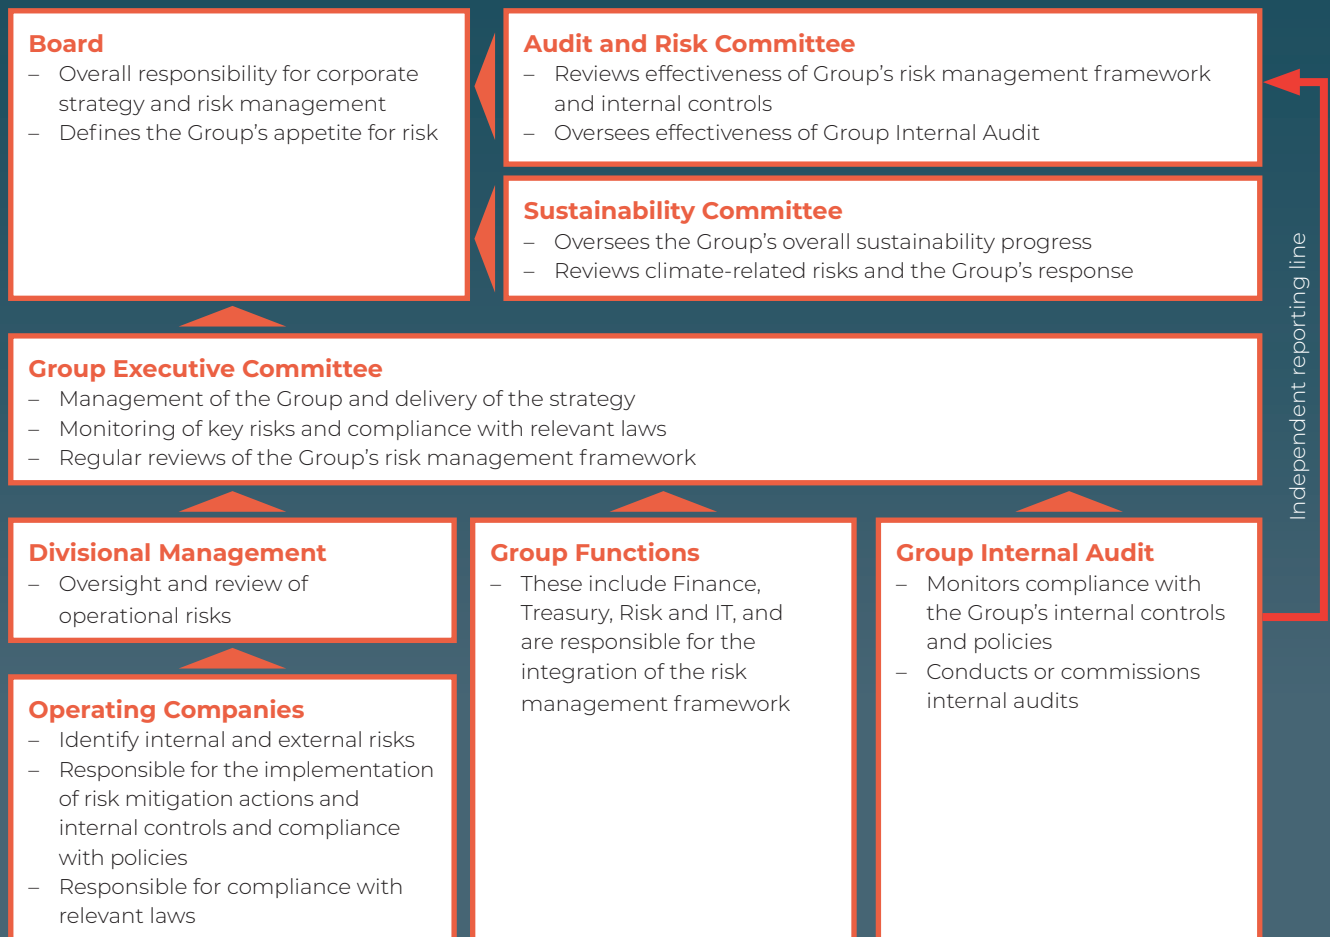 Board
– Overall responsibility for corporate
strategy and risk management
– Defines the Group’s appetite for risk
Audit and Risk Committee
– Reviews effectiveness of Group’s risk management framework
and internal controls
– Oversees effectiveness of Group Internal Audit
Sustainability Committee
– Oversees the Group’s overall sustainability progress
– Reviews climate-related risks and the Group’s response
Independent reporting line
Group Executive Committee
– Management of the Group and delivery of the strategy
– Monitoring of key risks and compliance with relevant laws
– Regular reviews of the Group’s risk management framework
Divisional Management
– Oversight and review of
operational risks
Operating Companies
– Identify internal and external risks
– Responsible for the implementation
of risk mitigation actions and
internal controls and compliance
with policies
– Responsible for compliance with
relevant laws
Group Functions
– These include Finance,
Treasury, Risk and IT, and
are responsible for the
integration of the risk
management framework
Group Internal Audit
– Monitors compliance with
the Group’s internal controls
and policies
– Conducts or commissions
internal audits